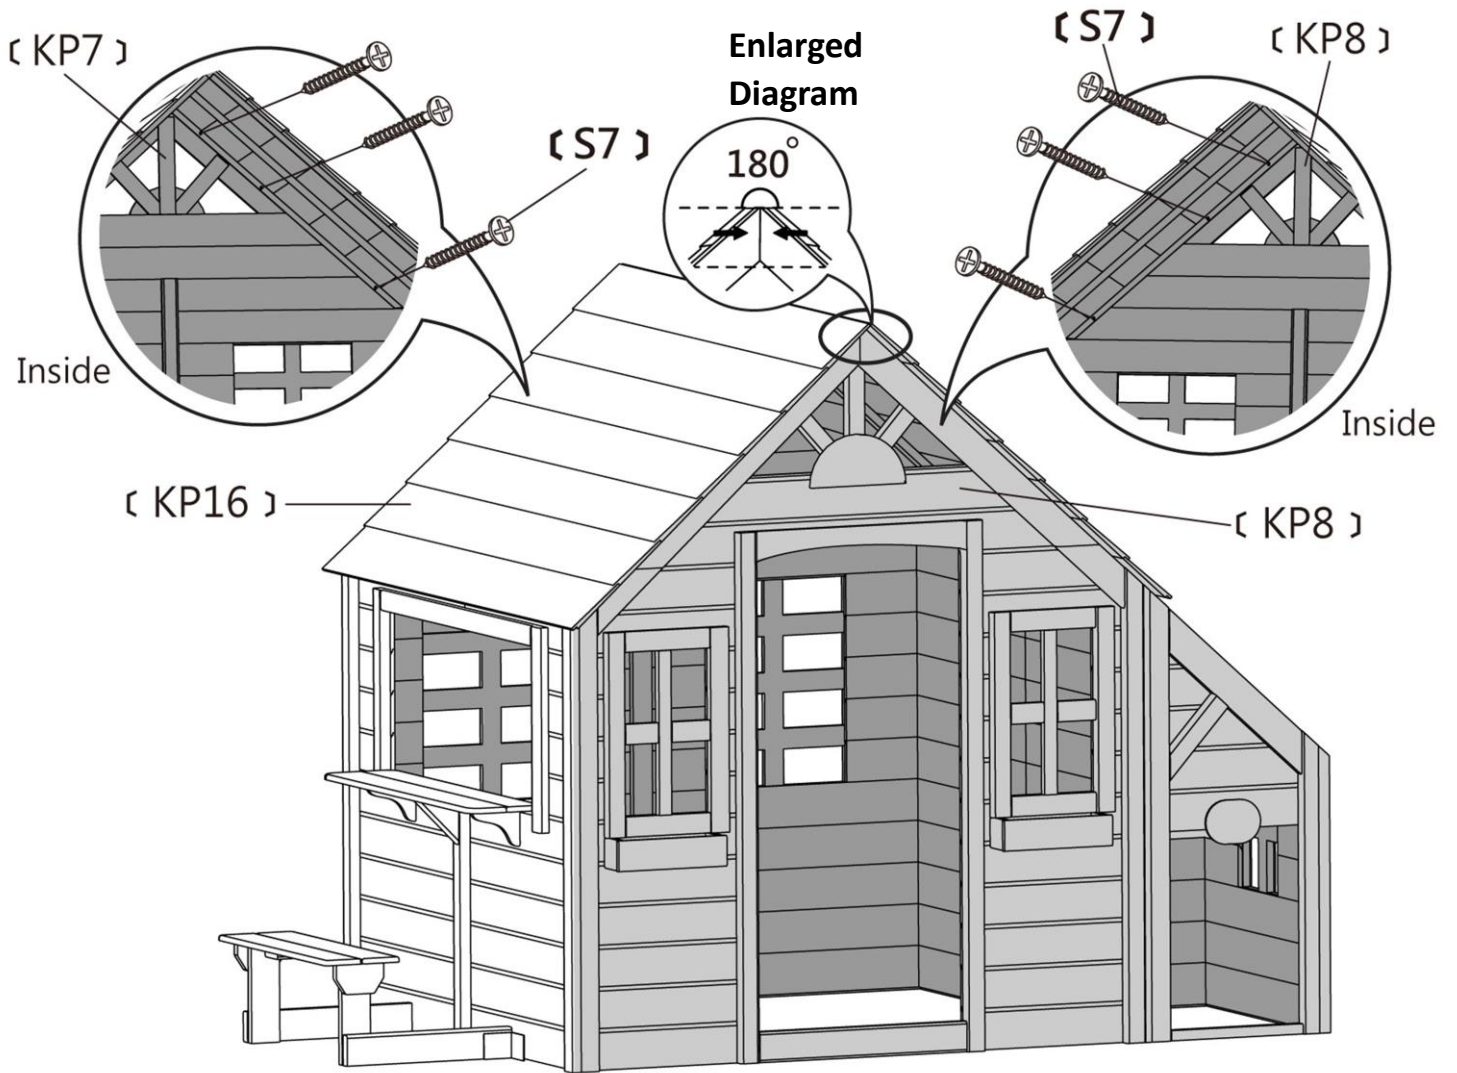 〔 KP7 〕
Enlarged
Diagram
〔 S7 〕
〔 KP8 〕
〔 S7 〕
180°
Inside
Inside
〔 KP16 〕
〔 KP8 〕